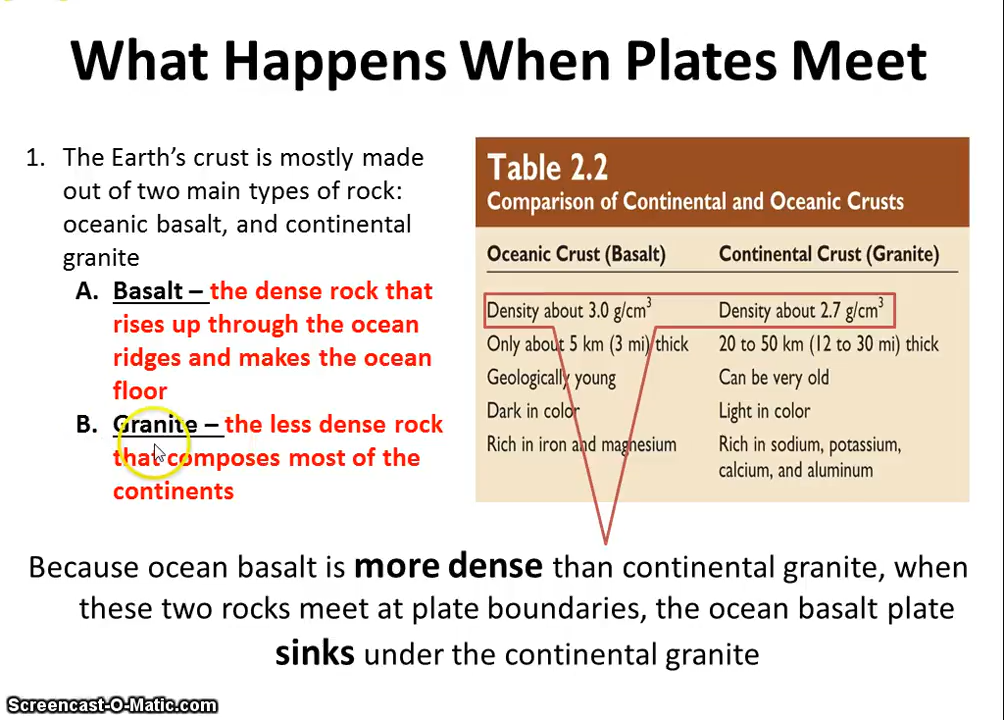 What Happens When Plates Meet
1. The Earth’s crust is mostly made
out of two main types of rock:
oceanic basalt, and continental
granite
A. Basalt – the dense rock that
rises up through the ocean
ridges and makes the ocean
floor
B. Granite – the less dense rock
that composes most of the
continents
Table 2.2
Comparison of Continental and Oceanic Crusts
Oceanic Crust (Basalt) Continental Crust (Granite)
Density about 3.0 g/cm³ Density about 2.7 g/cm³
Only about 5 km (3 mi) thick 20 to 50 km (12 to 30 mi) thick
Geologically young Can be very old
Dark in color Light in color
Rich in iron and magnesium Rich in sodium, potassium,
calcium, and aluminum
Because ocean basalt is more dense than continental granite, when
these two rocks meet at plate boundaries, the ocean basalt plate
sinks under the continental granite
Screencast-O-Matic.com